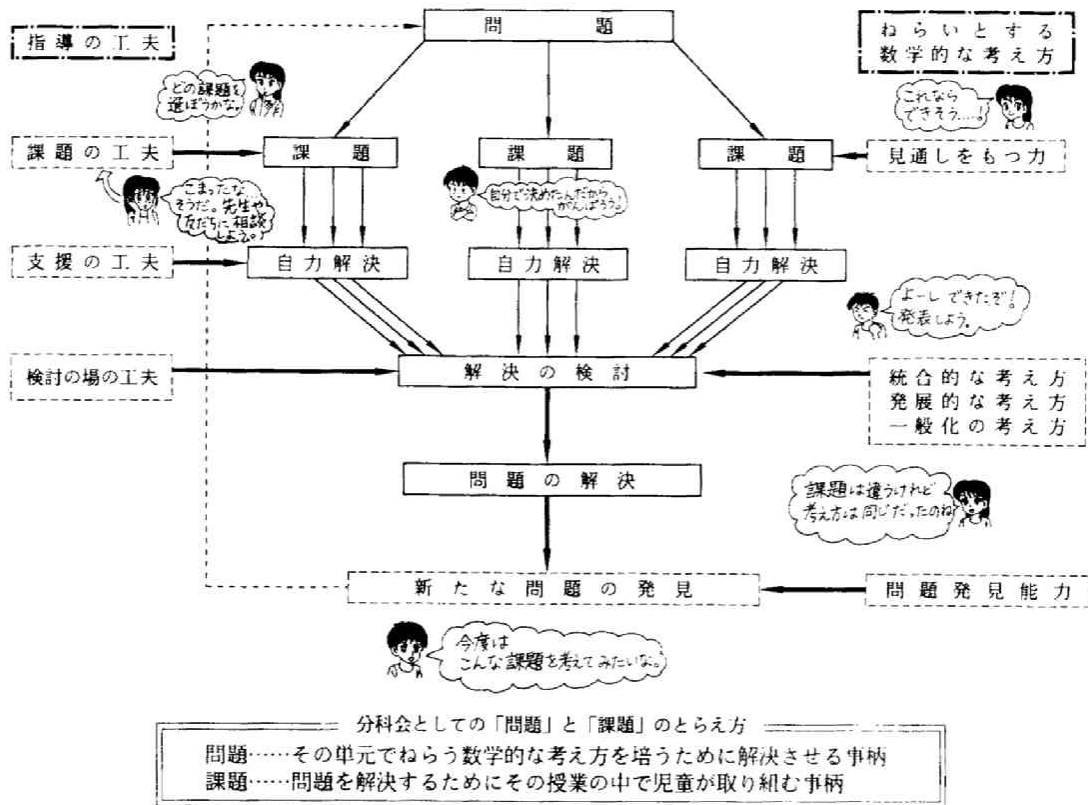 問題
指導の工夫
ねらいとする
数学的な考え方
どの課題を
選ぼうかな。
これなら
できそう……!
課題の工夫
課題
課題
課題
見通しをもつ力
こまったな
そうだ。先生や
友だちに相談
しよう。
自分で決めたんだから
がんばろう。
支援の工夫
自力解決
自力解決
自力解決
よーし できたぞ!
発表しよう。
検討の場の工夫
解決の検討
統合的な考え方
発展的な考え方
一般化の考え方
問題の解決
課題は違うけれど
考え方は同じだったのね
新たな問題の発見
問題発見能力
今度は
こんな課題を考えてみたいな。
分科会としての「問題」と「課題」のとらえ方
問題……その単元でねらう数学的な考え方を培うために解決させる事柄
課題……問題を解決するためにその授業の中で児童が取り組む事柄